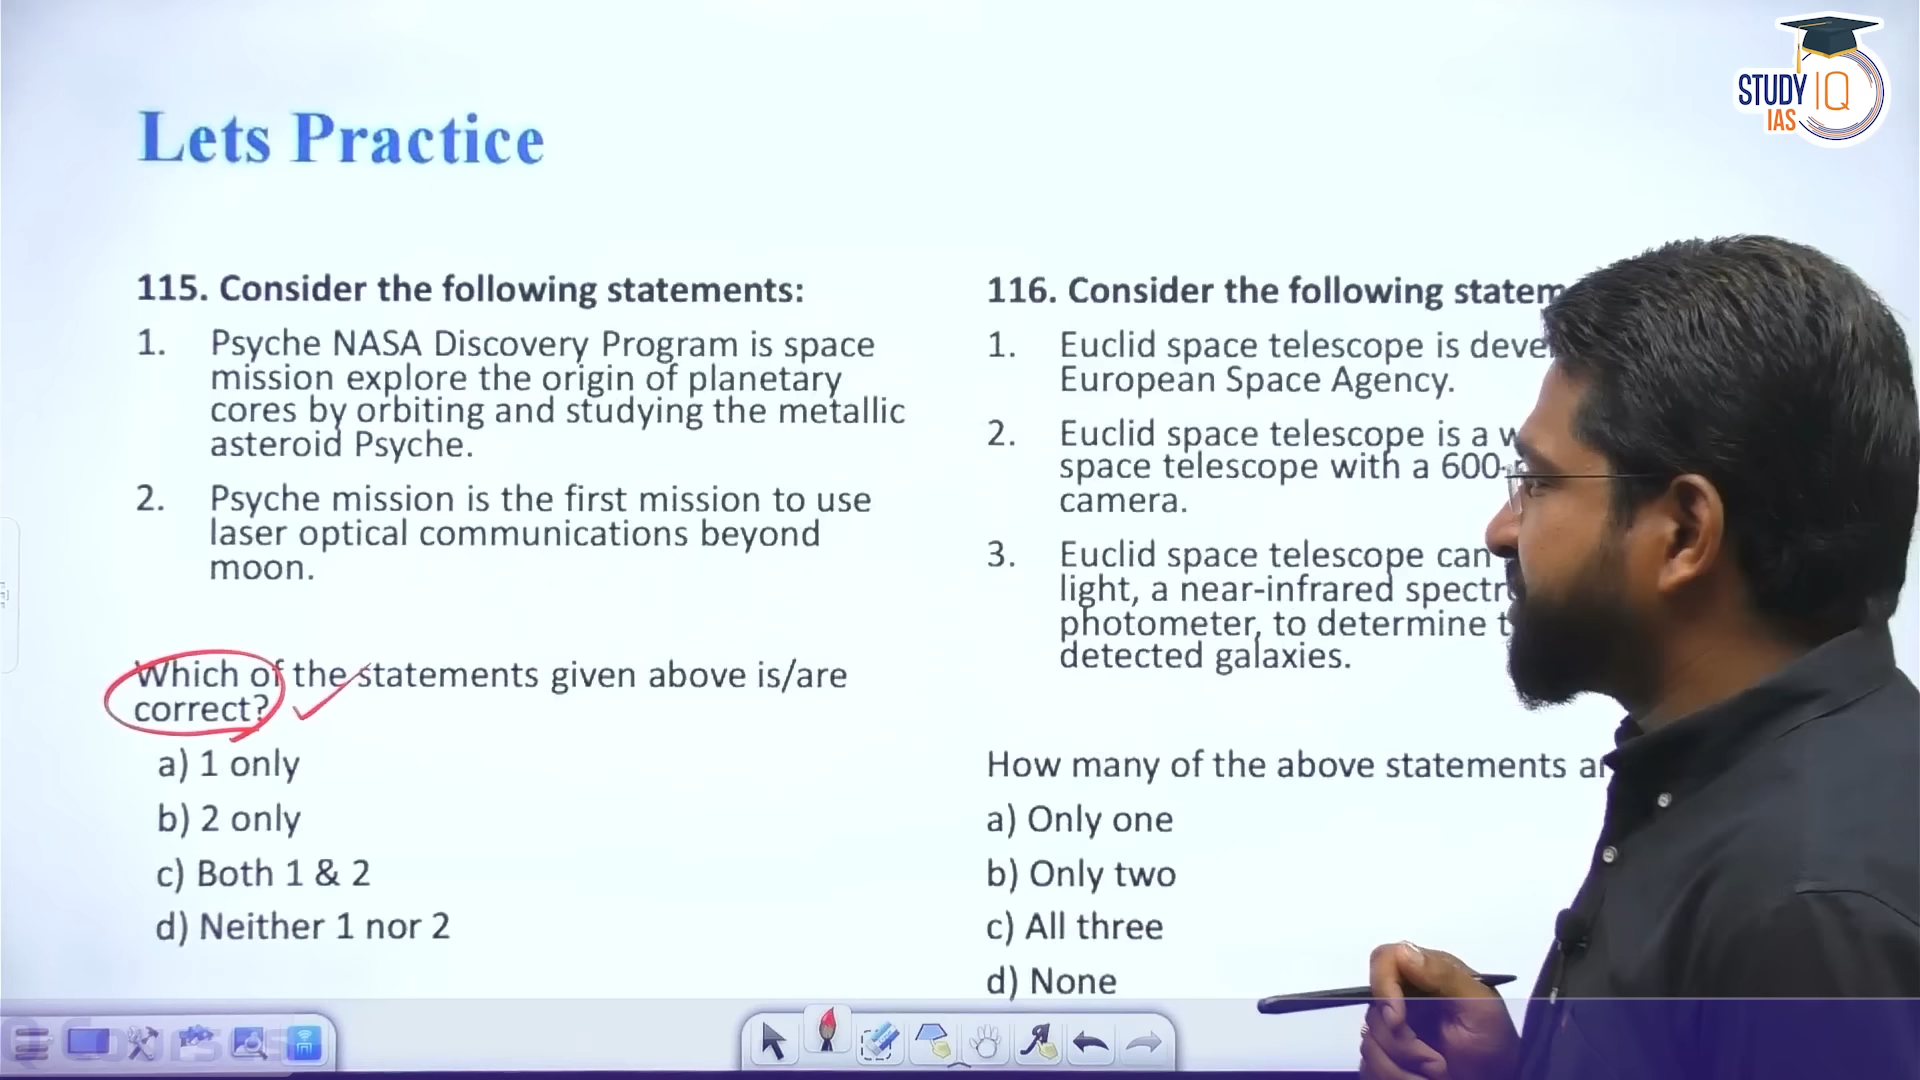 STUDY IQ
IAS
Lets Practice
115. Consider the following statements:
1. Psyche NASA Discovery Program is space
mission explore the origin of planetary
cores by orbiting and studying the metallic
asteroid Psyche.
2. Psyche mission is the first mission to use
laser optical communications beyond
moon.
Which of the statements given above is/are
correct?
a) 1 only
b) 2 only
c) Both 1 & 2
d) Neither 1 nor 2
116. Consider the following
1. Euclid space telescope is
European Space Agency.
2. Euclid space telescope is a
space telescope with a 600-
camera.
3. Euclid space telescope can
light, a near-infrared
photometer, to determine
detected galaxies.
How many of the above statements
a) Only one
b) Only two
c) All three
d) None